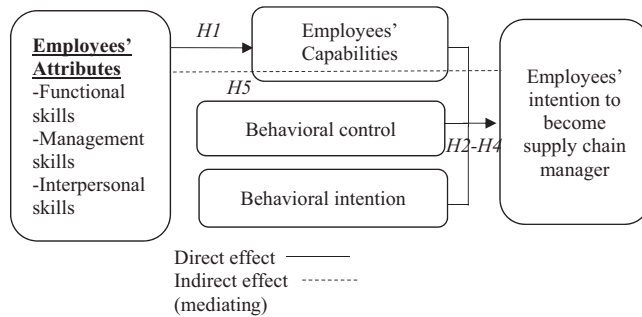 Employees'
Attributes
-Functional
skills
-Management
skills
-Interpersonal
skills
H1
Employees'
Capabilities
H5
Behavioral control
H2-H4
Behavioral intention
Employees'
intention to
become
supply chain
manager
Direct effect
Indirect effect
(mediating)